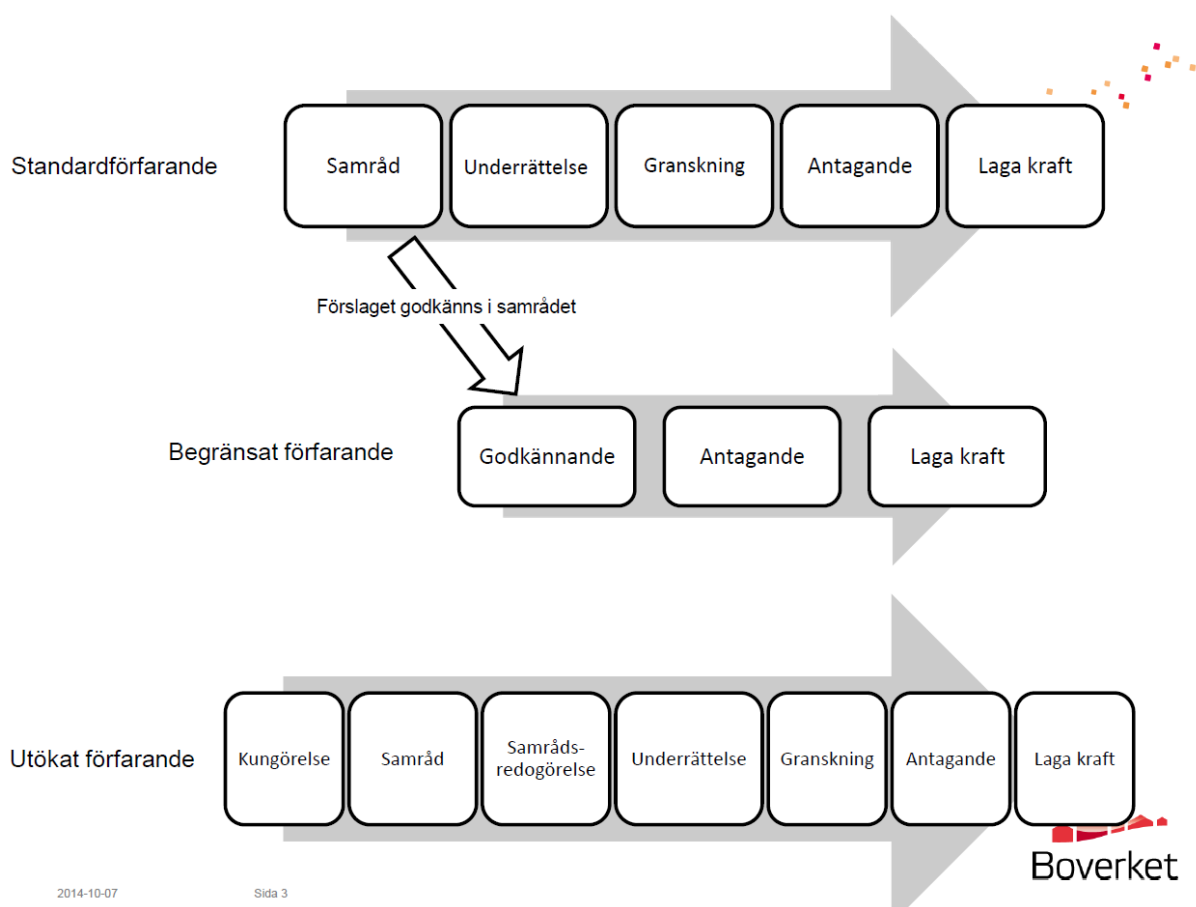 Standardförfarande
Samråd
Underrättelse
Granskning
Antagande
Laga kraft
Förslaget godkänns i samrådet
Begränsat förfarande
Godkännande
Antagande
Laga kraft
Utökat förfarande
Kungörelse
Samråd
Samråds-
redogörelse
Underrättelse
Granskning
Antagande
Laga kraft
Boverket
2014-10-07
Sida 3